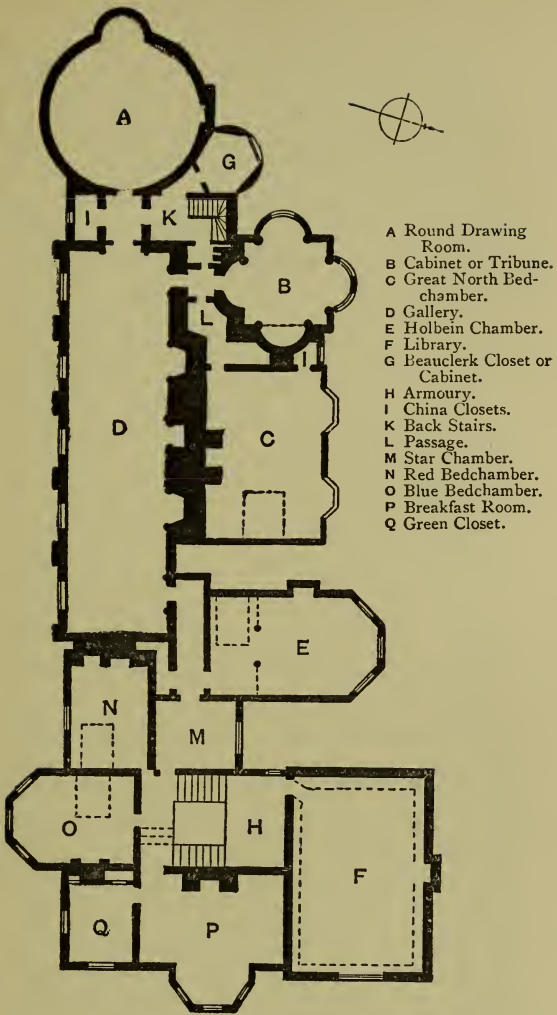 A
G
I
K
B
L
I
D
C
E
N
M
O
H
F
Q
P
A Round Drawing
Room.
B Cabinet or Tribune.
C Great North Bed-
chamber.
D Gallery.
E Holbein Chamber.
F Library.
G Beauclerk Closet or
Cabinet.
H Armoury.
I China Closets.
K Back Stairs.
L Passage.
M Star Chamber.
N Red Bedchamber.
O Blue Bedchamber.
P Breakfast Room.
Q Green Closet.